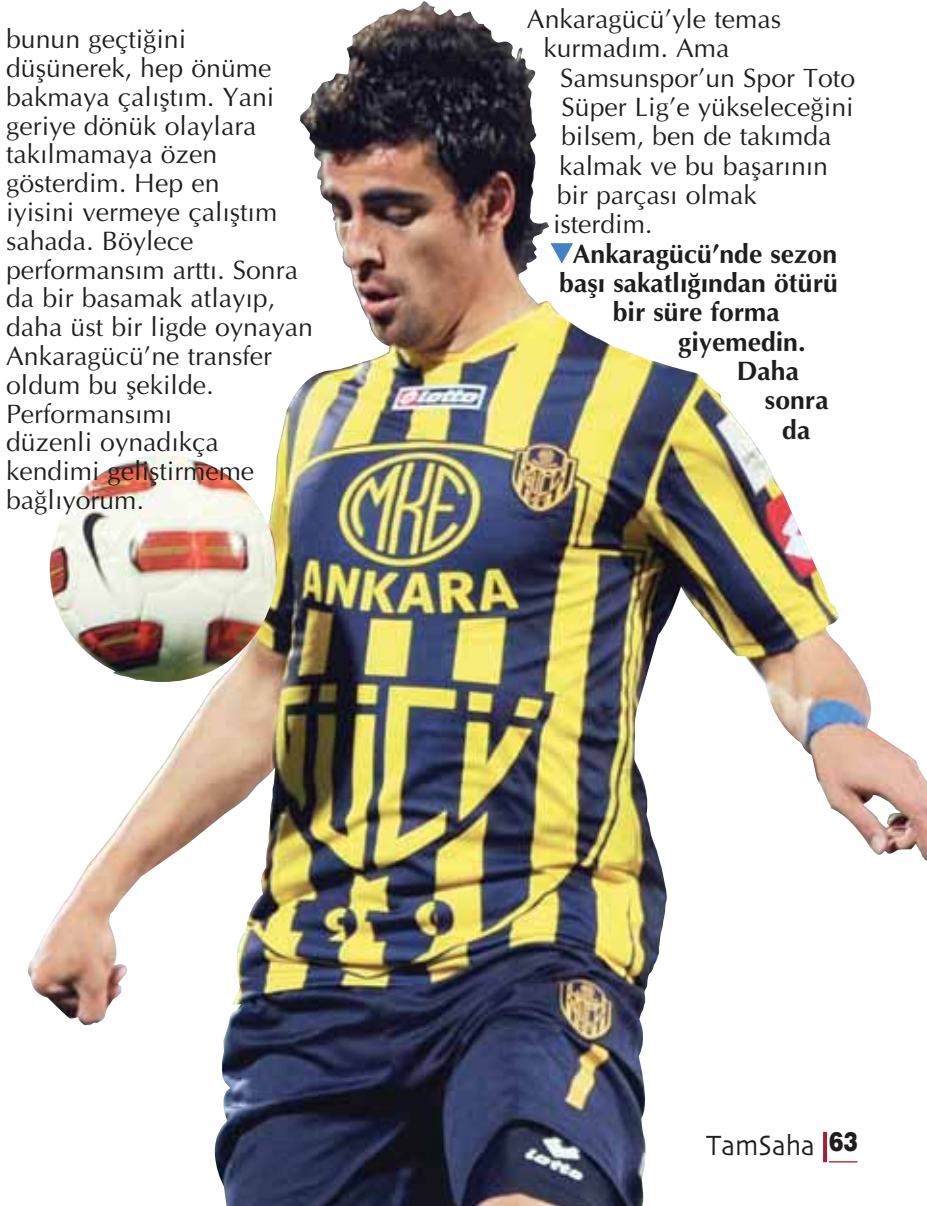 bunun geçtiğini
düşünerek, hep önüme
bakmaya çalıştım. Yani
geriye dönük olaylara
takılmamaya özen
gösterdim. Hep en
iyisini vermeye çalıştım
sahada. Böylece
performansım arttı. Sonra
da bir basamak atlayıp,
daha üst bir ligde oynayan
Ankaragücü’ne transfer
oldum bu şekilde.
Performansımı
düzenli oynadıkça
kendimi geliştirmeme
bağlıyorum.
Ankaragücü’yle temas
kurmadım. Ama
Samsunspor’un Spor Toto
Süper Lig’e yükseleceğini
bilsem, ben de takımda
kalmak ve bu başarının
bir parçası olmak
isterdim.
▼Ankaragücü’nde sezon
başı sakatlığından ötürü
bir süre forma
giyemedin.
Daha
sonra
da
Lotto
MKE
ANKARA
GÜCÜ
Lotto
TamSaha |63